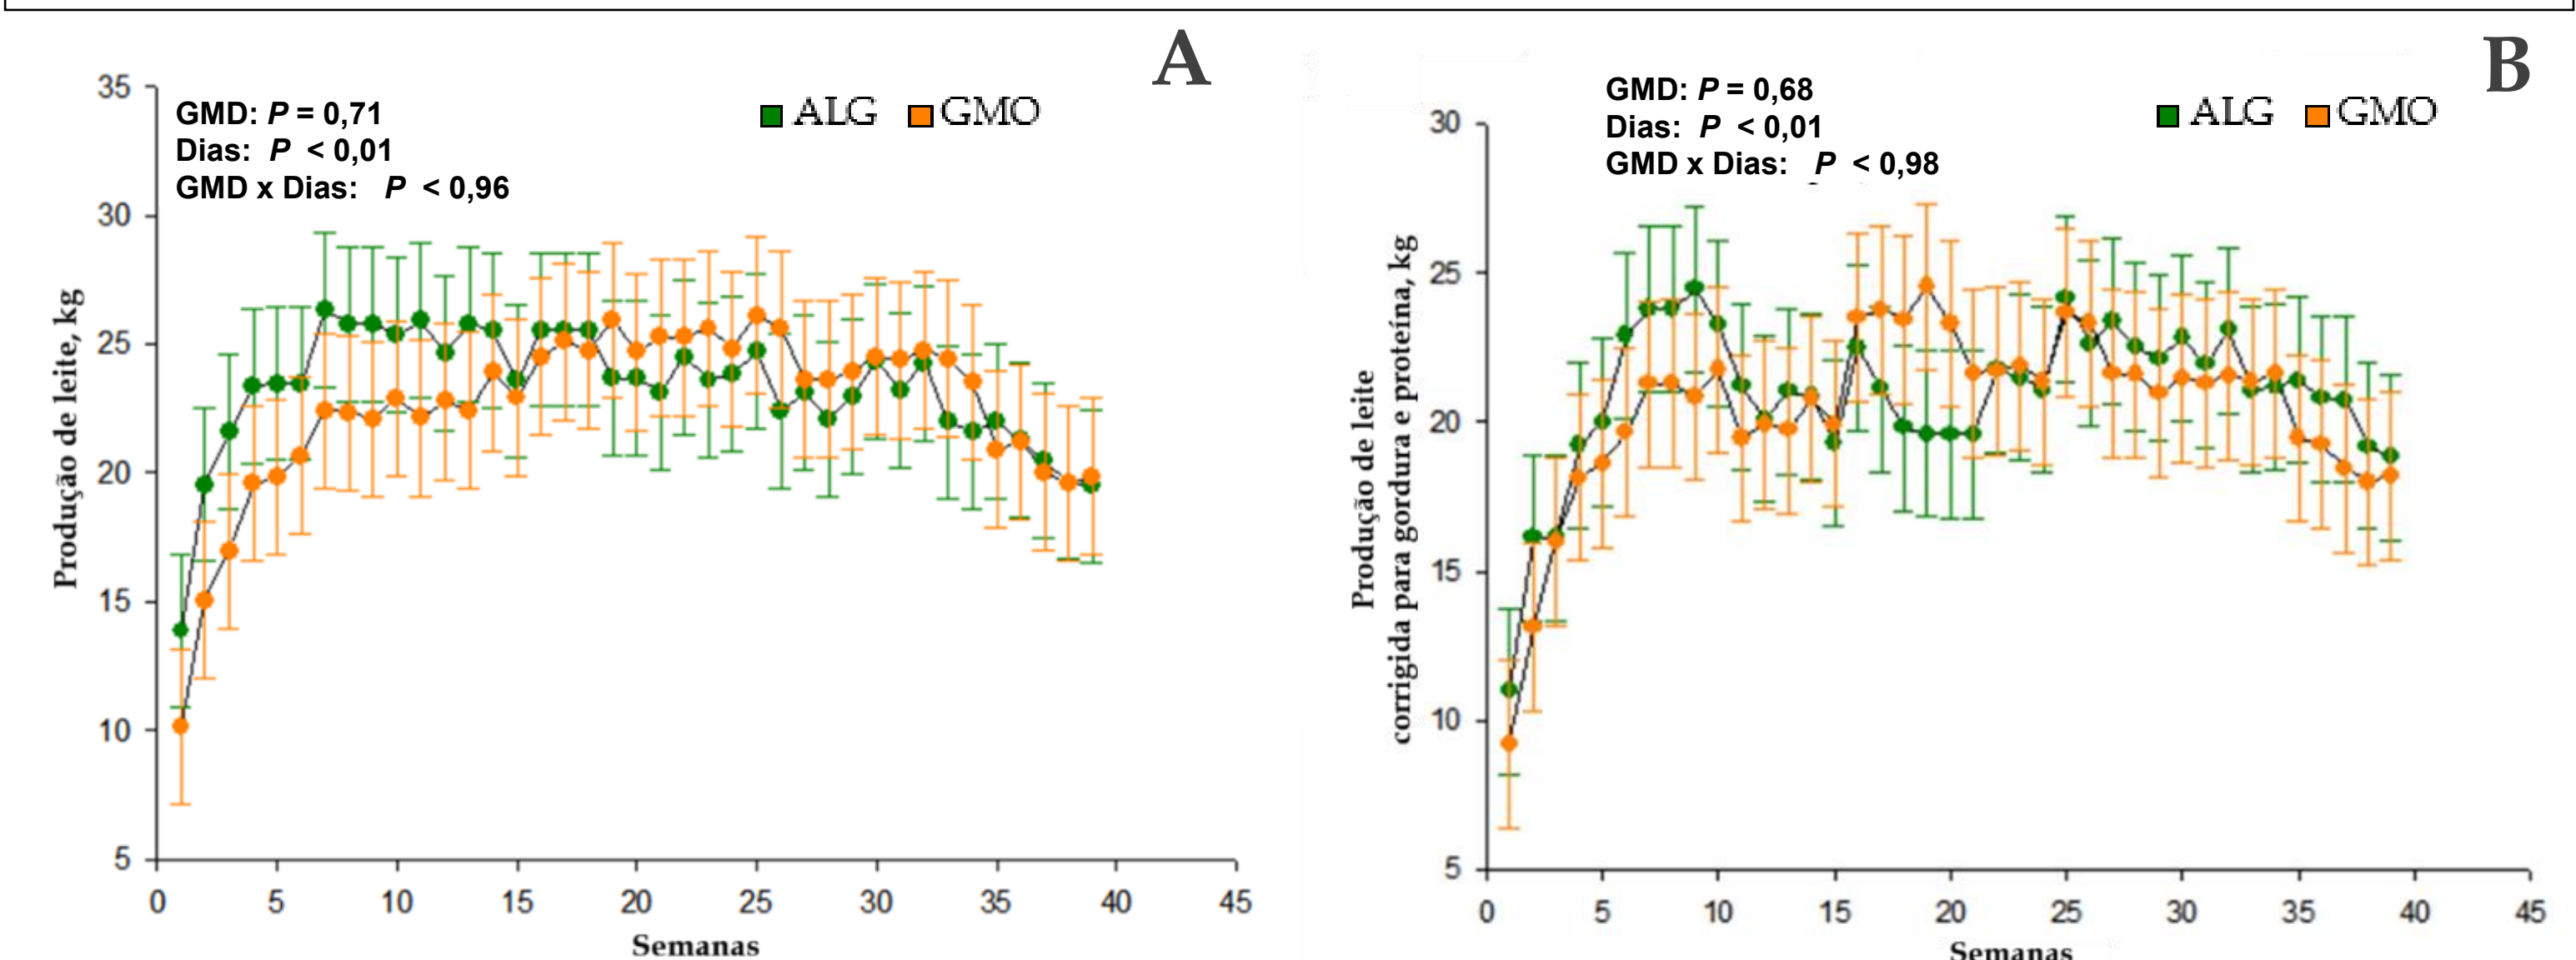 A
GMD: P = 0,71
Dias: P < 0,01
GMD x Dias: P < 0,96
ALG GMO
Produção de leite, kg
35
30
25
20
15
10
5
0 5 10 15 20 25 30 35 40 45
Semanas
B
GMD: P = 0,68
Dias: P < 0,01
GMD x Dias: P < 0,98
ALG GMO
Produção de leite
corrigida para gordura e proteína, kg
30
25
20
15
10
5
0 5 10 15 20 25 30 35 40 45
Semanas